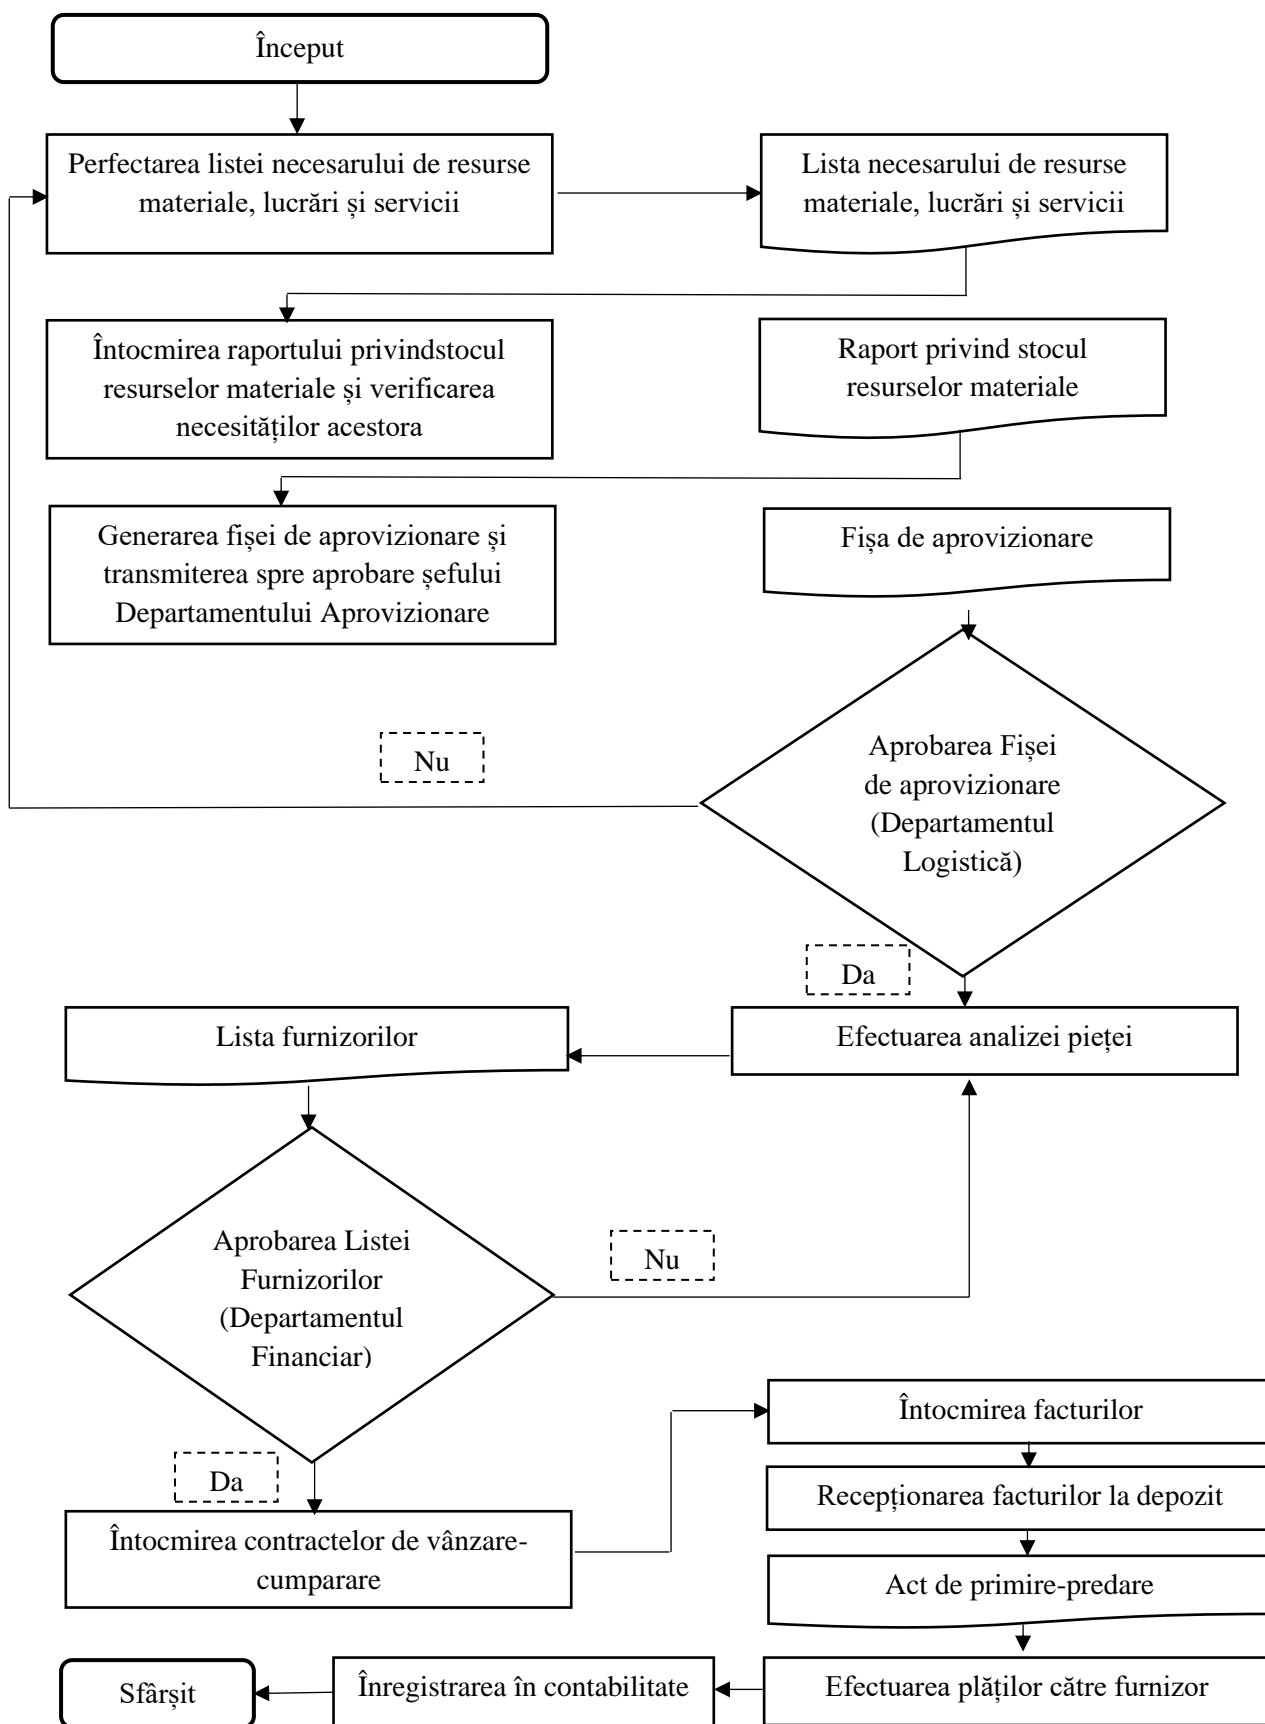 Început
Perfectarea listei necesarului de resurse
materiale, lucrări și servicii
Lista necesarului de resurse
materiale, lucrări și servicii
Întocmirea raportului privindstocul
resurselor materiale și verificarea
necesităților acestora
Raport privind stocul
resurselor materiale
Generarea fișei de aprovizionare și
transmiterea spre aprobare șefului
Departamentului Aprovizionare
Fișa de aprovizionare
Aprobarea Fișei
de aprovizionare
(Departamentul
Logistică)
Nu
Da
Lista furnizorilor
Efectuarea analizei pieței
Aprobarea Listei
Furnizorilor
(Departamentul
Financiar)
Nu
Da
Întocmirea contractelor de vânzare-
cumparare
Întocmirea facturilor
Recepționarea facturilor la depozit
Act de primire-predare
Efectuarea plăților către furnizor
Înregistrarea în contabilitate
Sfârșit